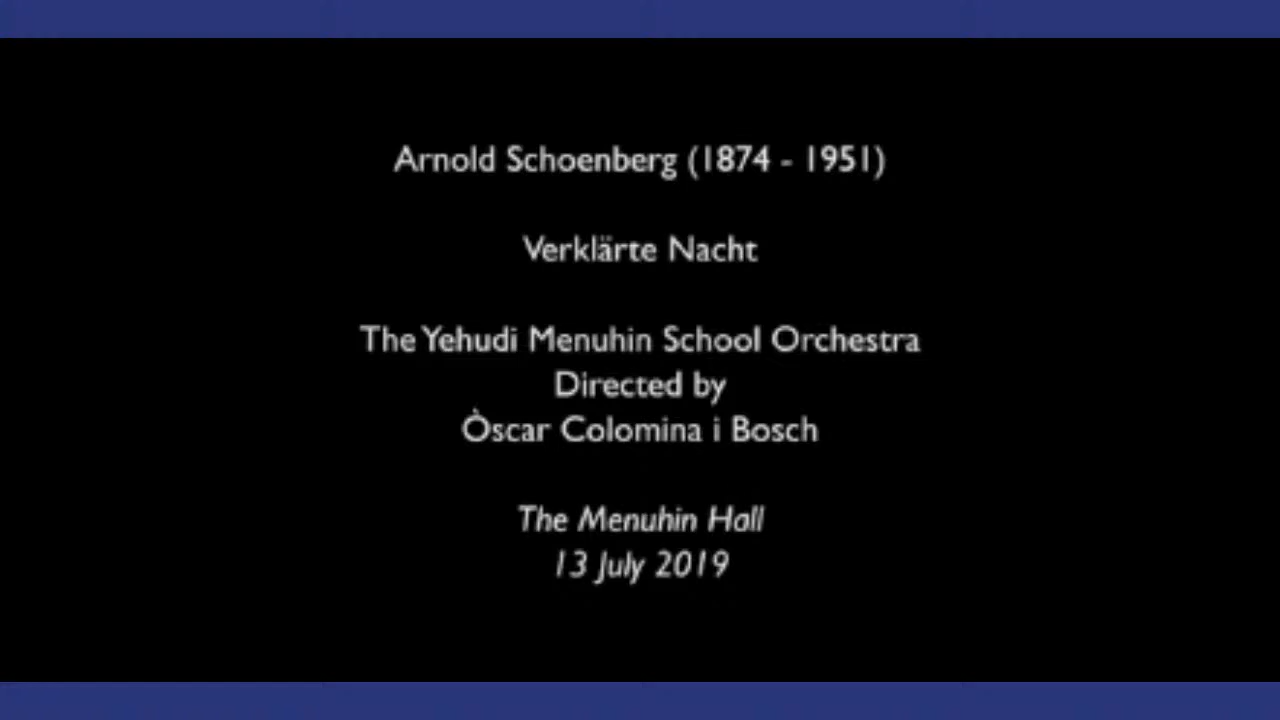 Arnold Schoenberg (1874 - 1951)
Verklärte Nacht
The Yehudi Menuhin School Orchestra
Directed by
Òscar Colomina i Bosch
The Menuhin Hall
13 July 2019